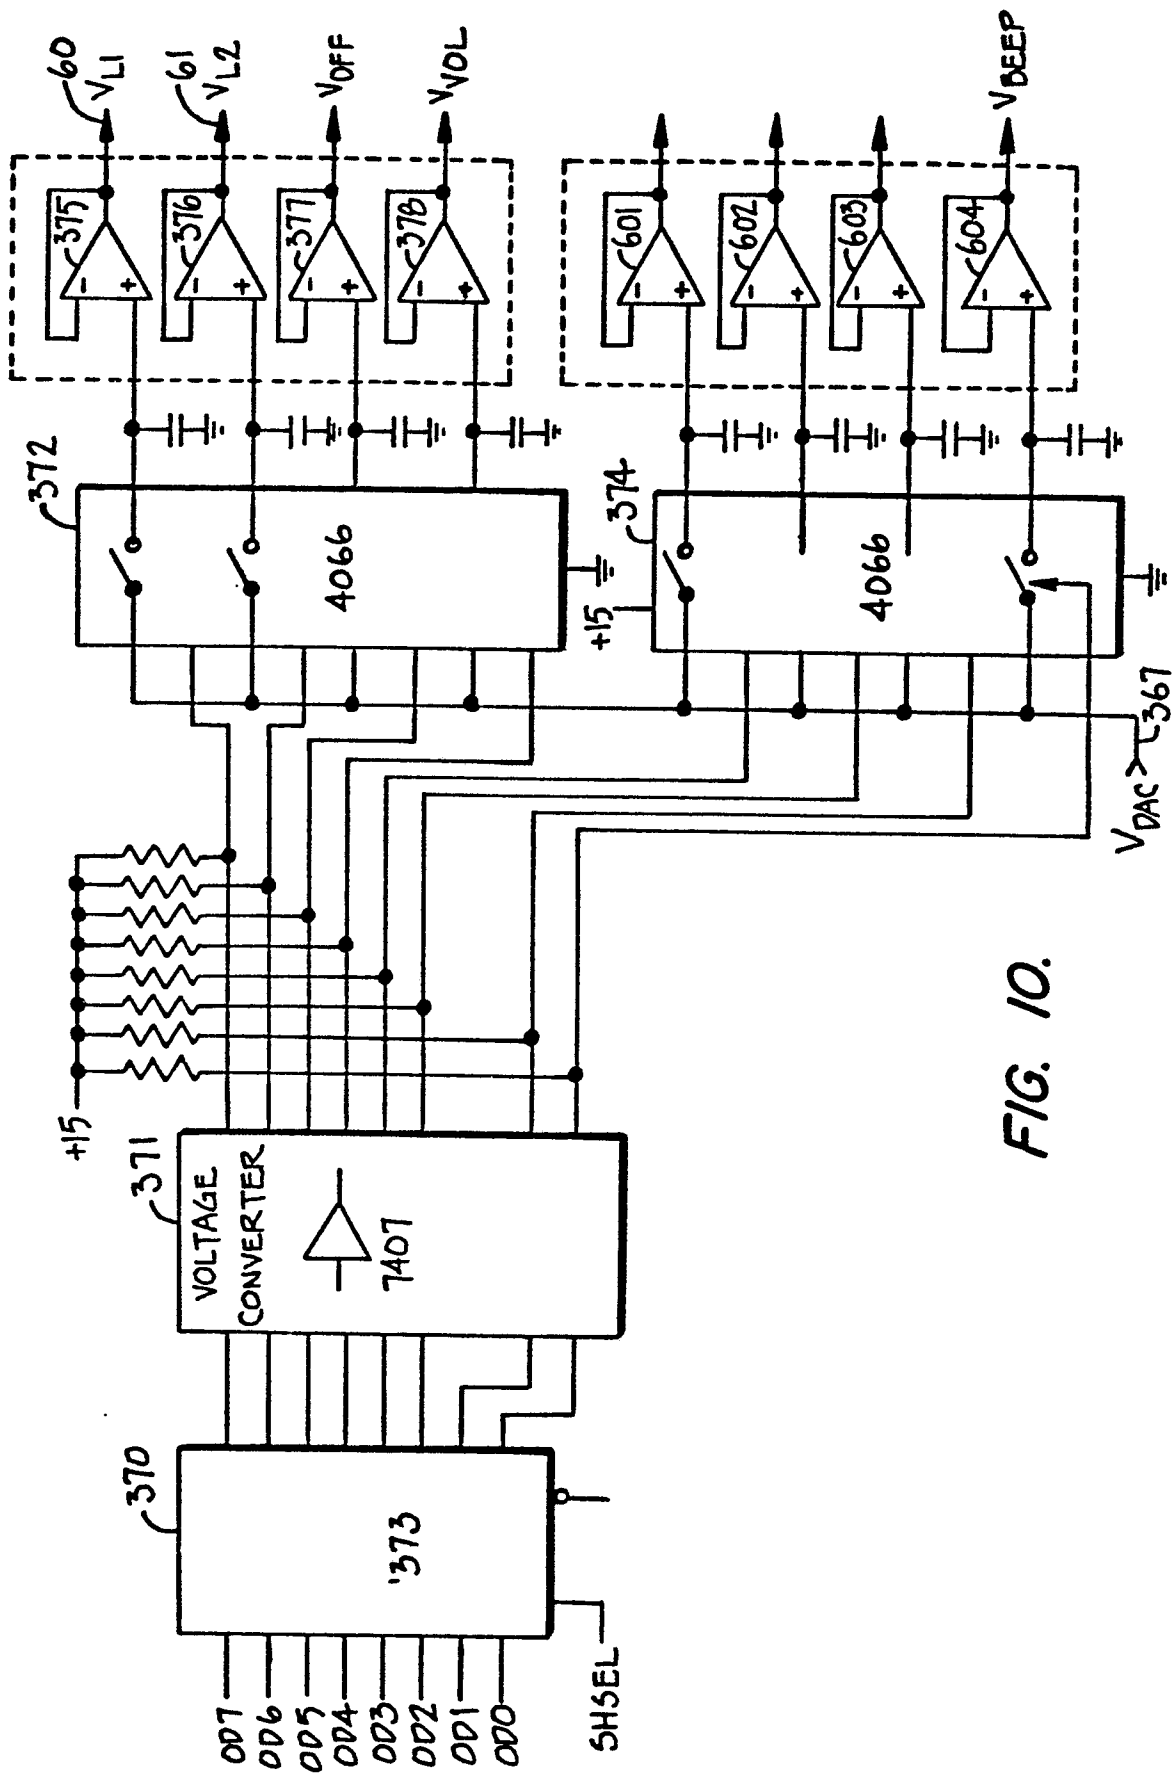 OD7
OD6
OD5
OD4
OD3
OD2
OD1
OD0
SHSEL
370
'373
371
VOLTAGE
CONVERTER
7407
+15
372
4066
+15
374
4066
VDAC
367
375
-
+
376
-
+
377
-
+
378
-
+
601
-
+
602
-
+
603
-
+
604
-
+
60
VL1
61
VL2
VOFF
VVOL
VBEEP
FIG. 10.